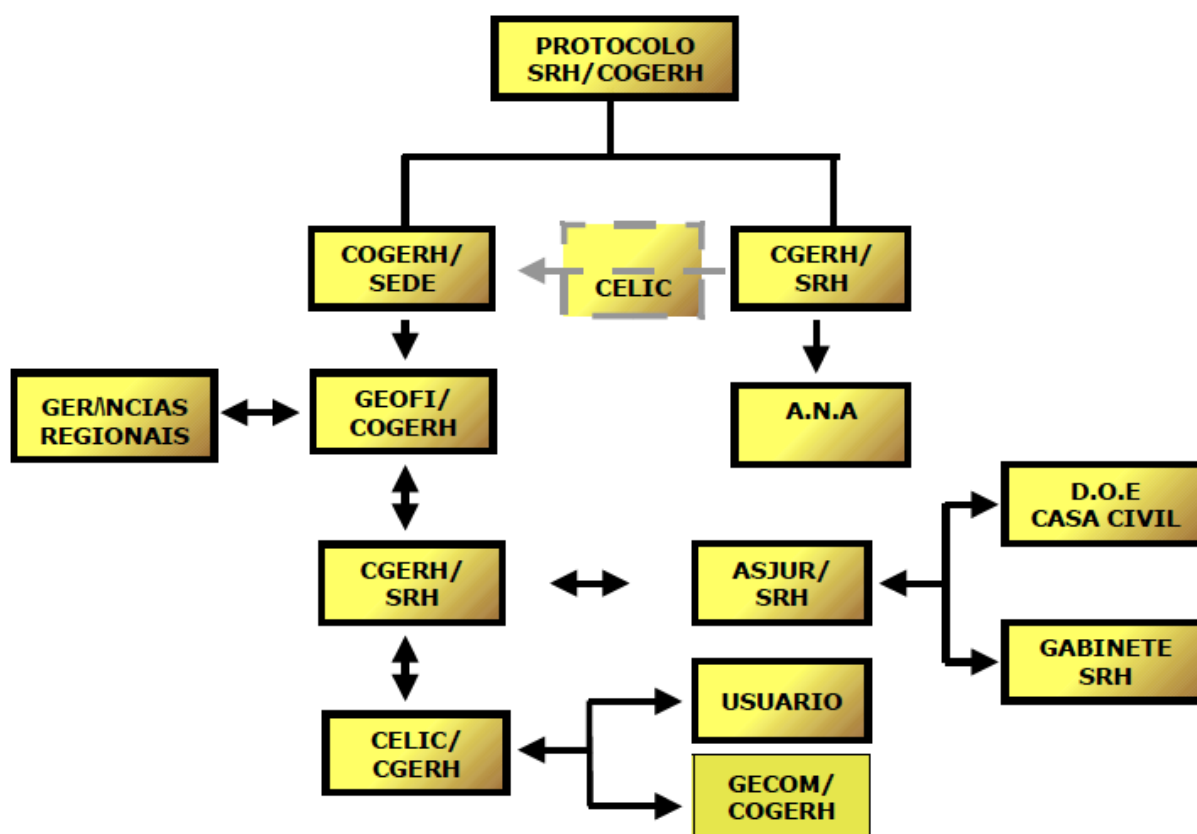 PROTOCOLO
SRH/COGERH
COGERH/
SEDE
CELIC
CGERH/
SRH
GER/\NCIAS
REGIONAIS
GEOFI/
COGERH
A.N.A
D.O.E
CASA CIVIL
CGERH/
SRH
ASJUR/
SRH
GABINETE
SRH
USUARIO
CELIC/
CGERH
GECOM/
COGERH